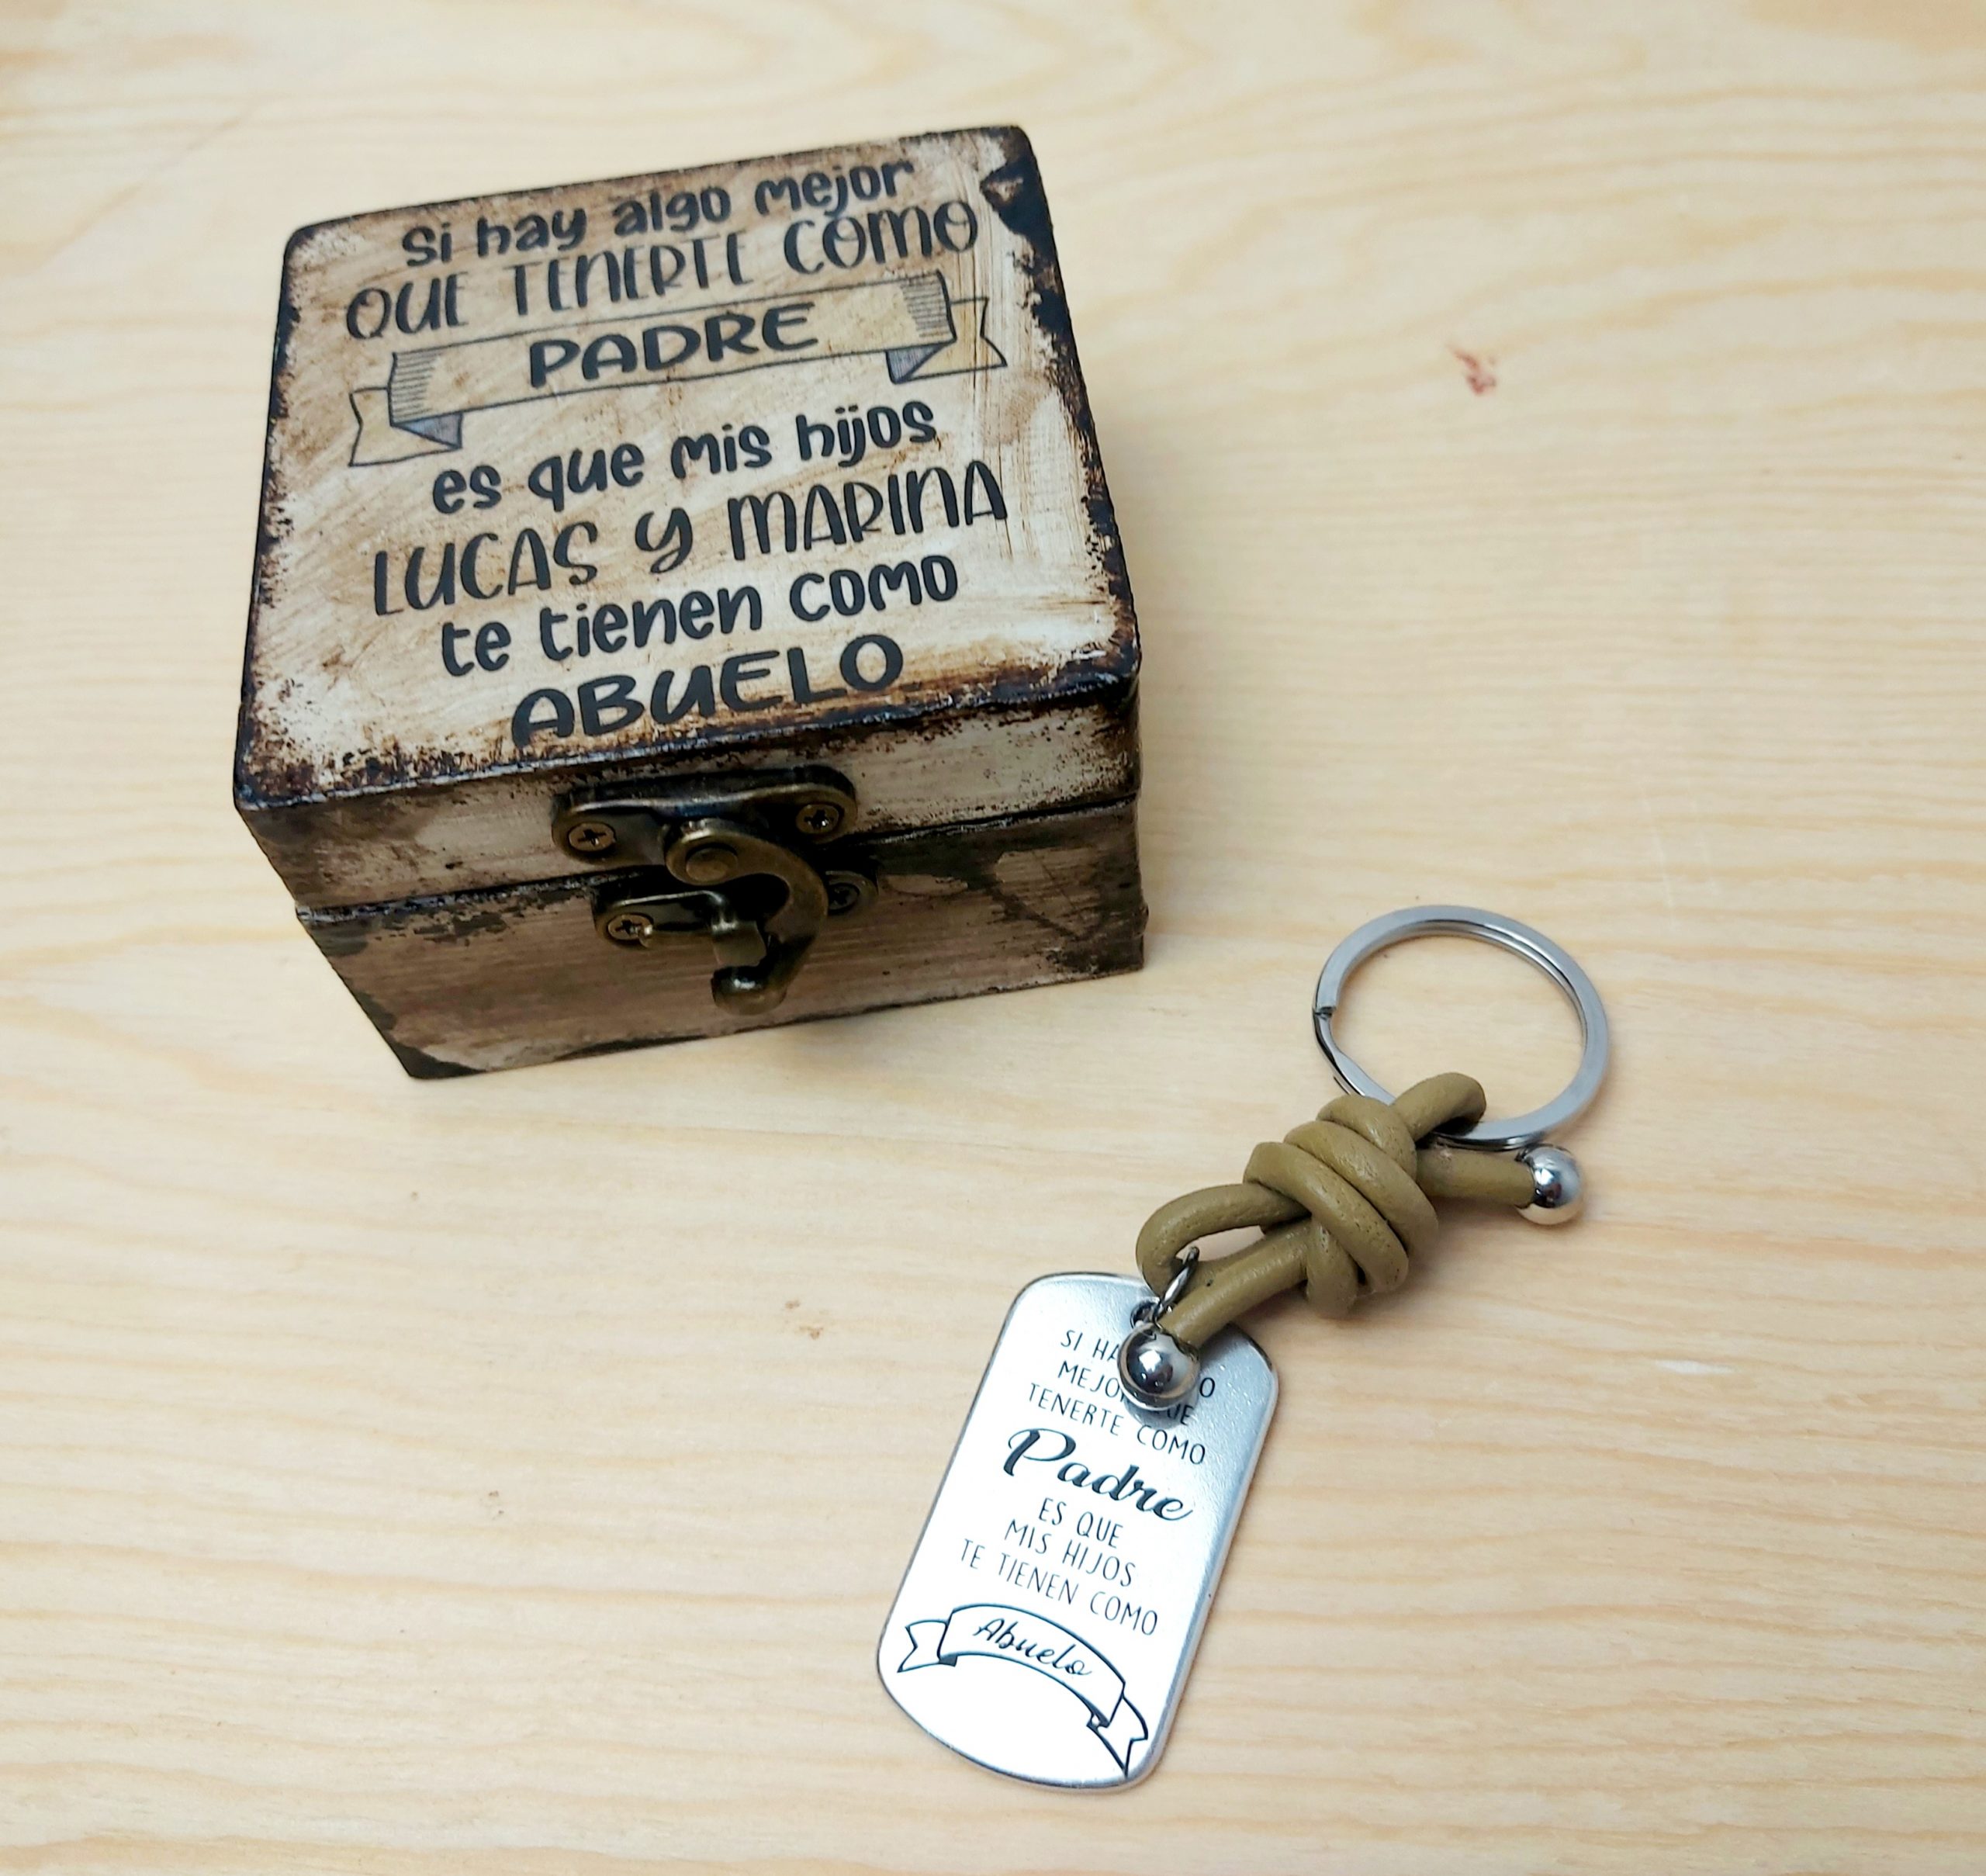 Si hay algo mejor
QUE TENERTE COMO
PADRE
es que mis hijos
LUCAS y MARINA
te tienen como
ABUELO
SI
TENERTE COMO
Padre
ES QUE
MIS HIJOS
TE TIENEN COMO
Abuelo